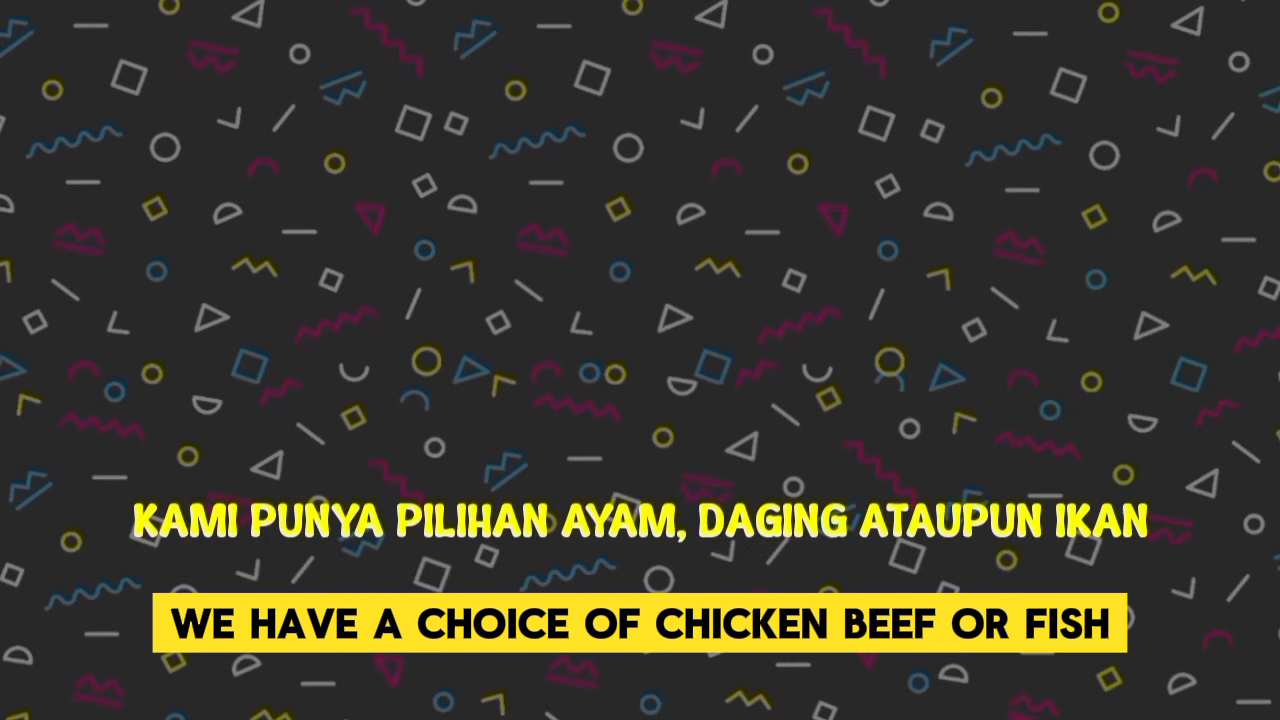 KAMI PUNYA PILIHAN AYAM, DAGING ATAUPUN IKAN
WE HAVE A CHOICE OF CHICKEN BEEF OR FISH